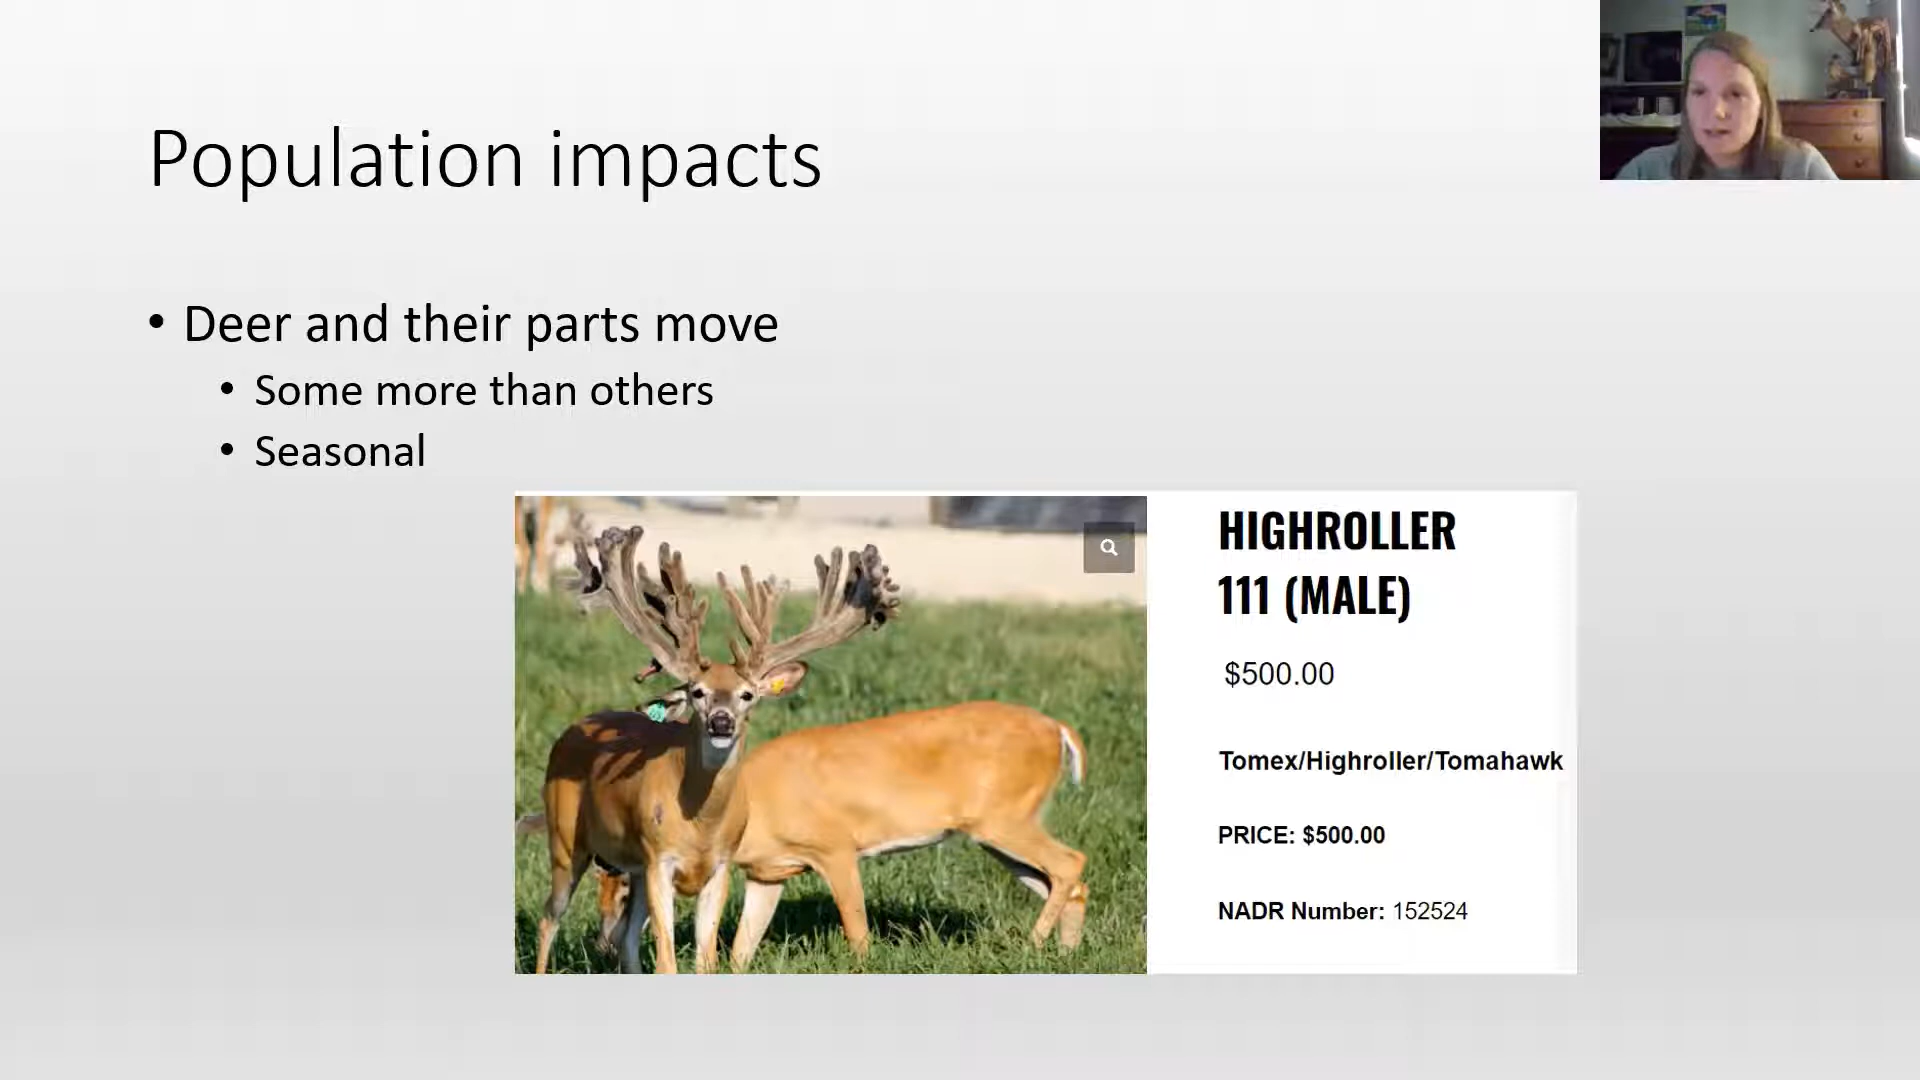 Population impacts
• Deer and their parts move
• Some more than others
• Seasonal
HIGHROLLER
111 (MALE)
$500.00
Tomex/Highroller/Tomahawk
PRICE: $500.00
NADR Number: 152524